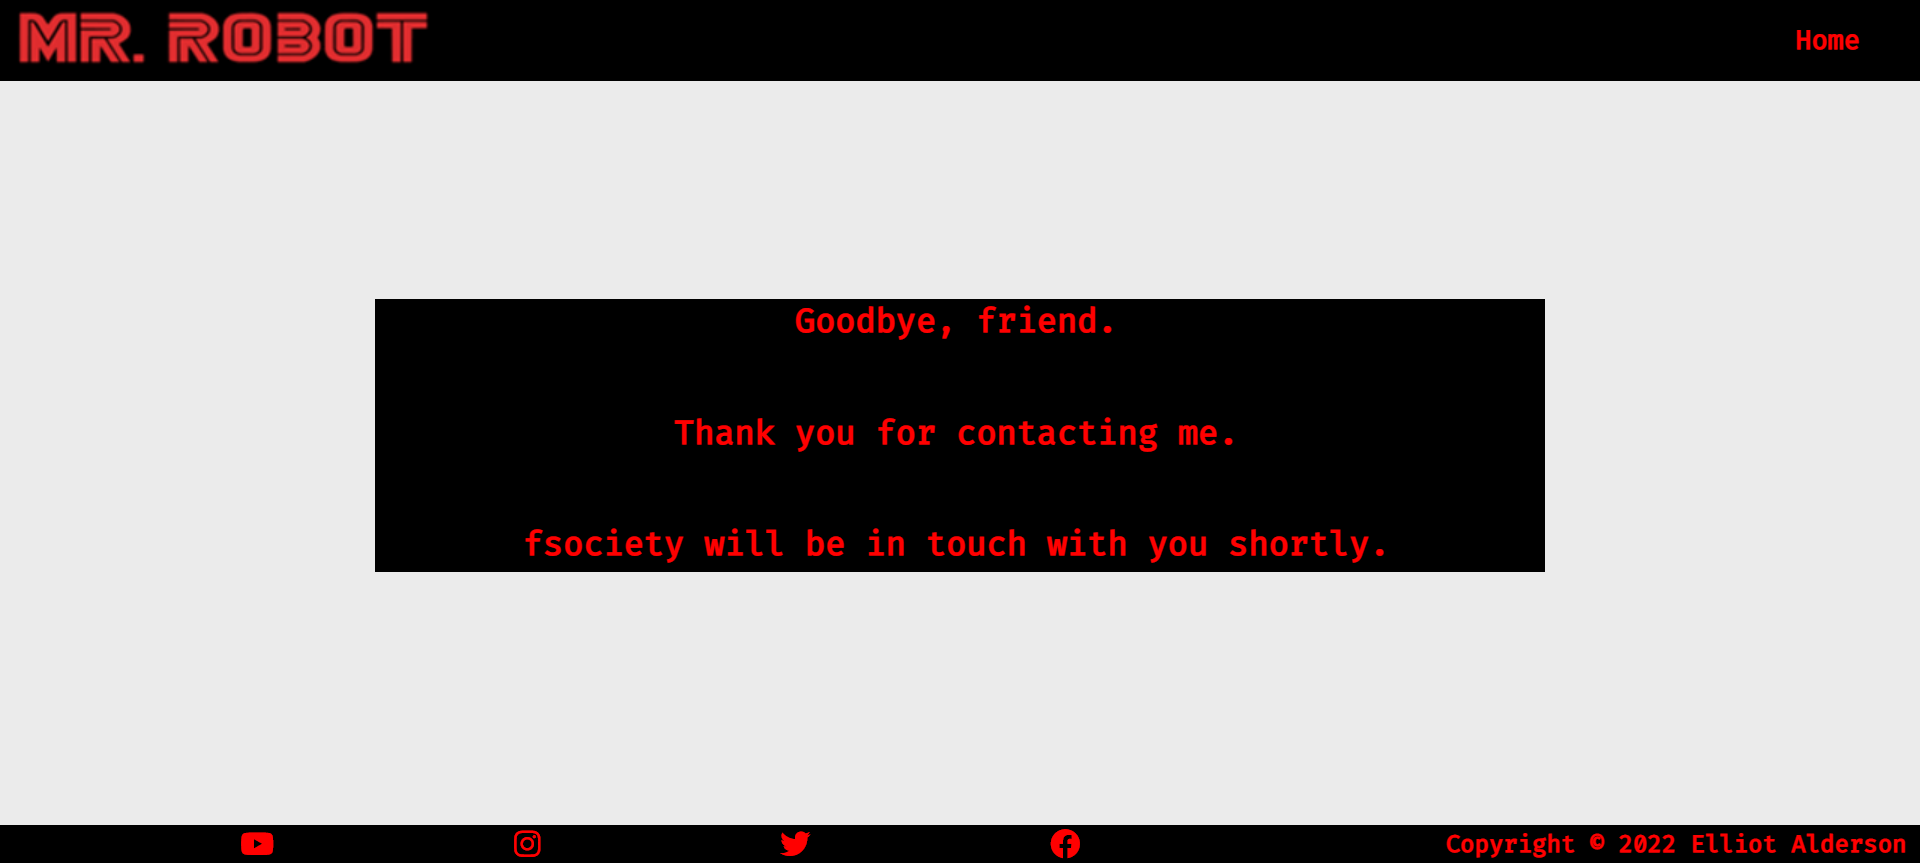 MR. ROBOT
Home
Goodbye, friend.
Thank you for contacting me.
fsociety will be in touch with you shortly.
Copyright © 2022 Elliot Alderson